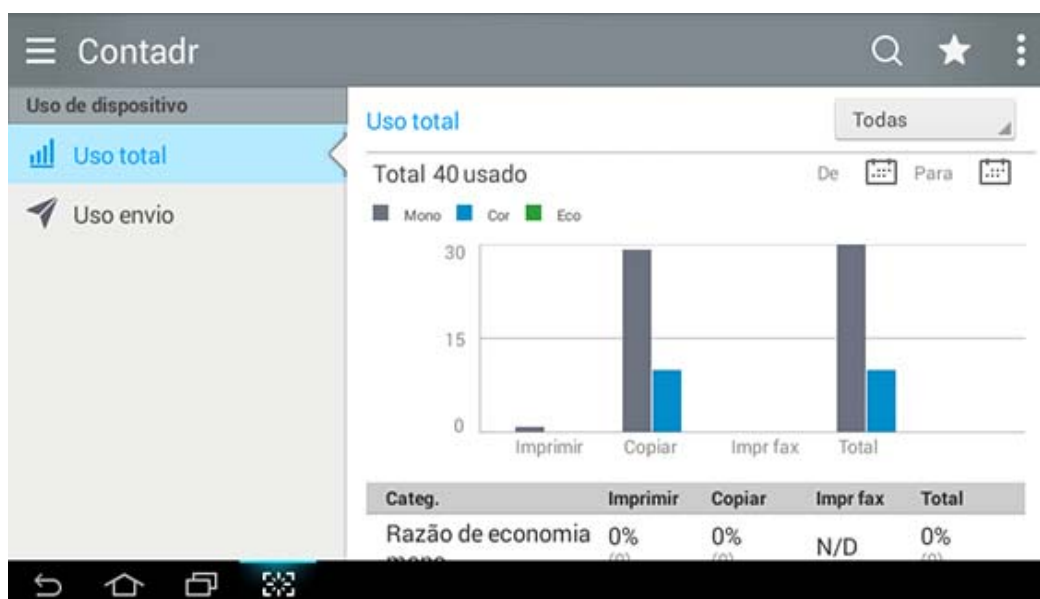 Contadr
Uso de dispositivo
Uso total
Uso envio
Uso total
Todas
Total 40 usado
De
Para
Mono Cor Eco
30
15
0
Imprimir Copiar Impr fax Total
Categ. Imprimir Copiar Impr fax Total
Razão de economia 0% 0% N/D 0%
mono